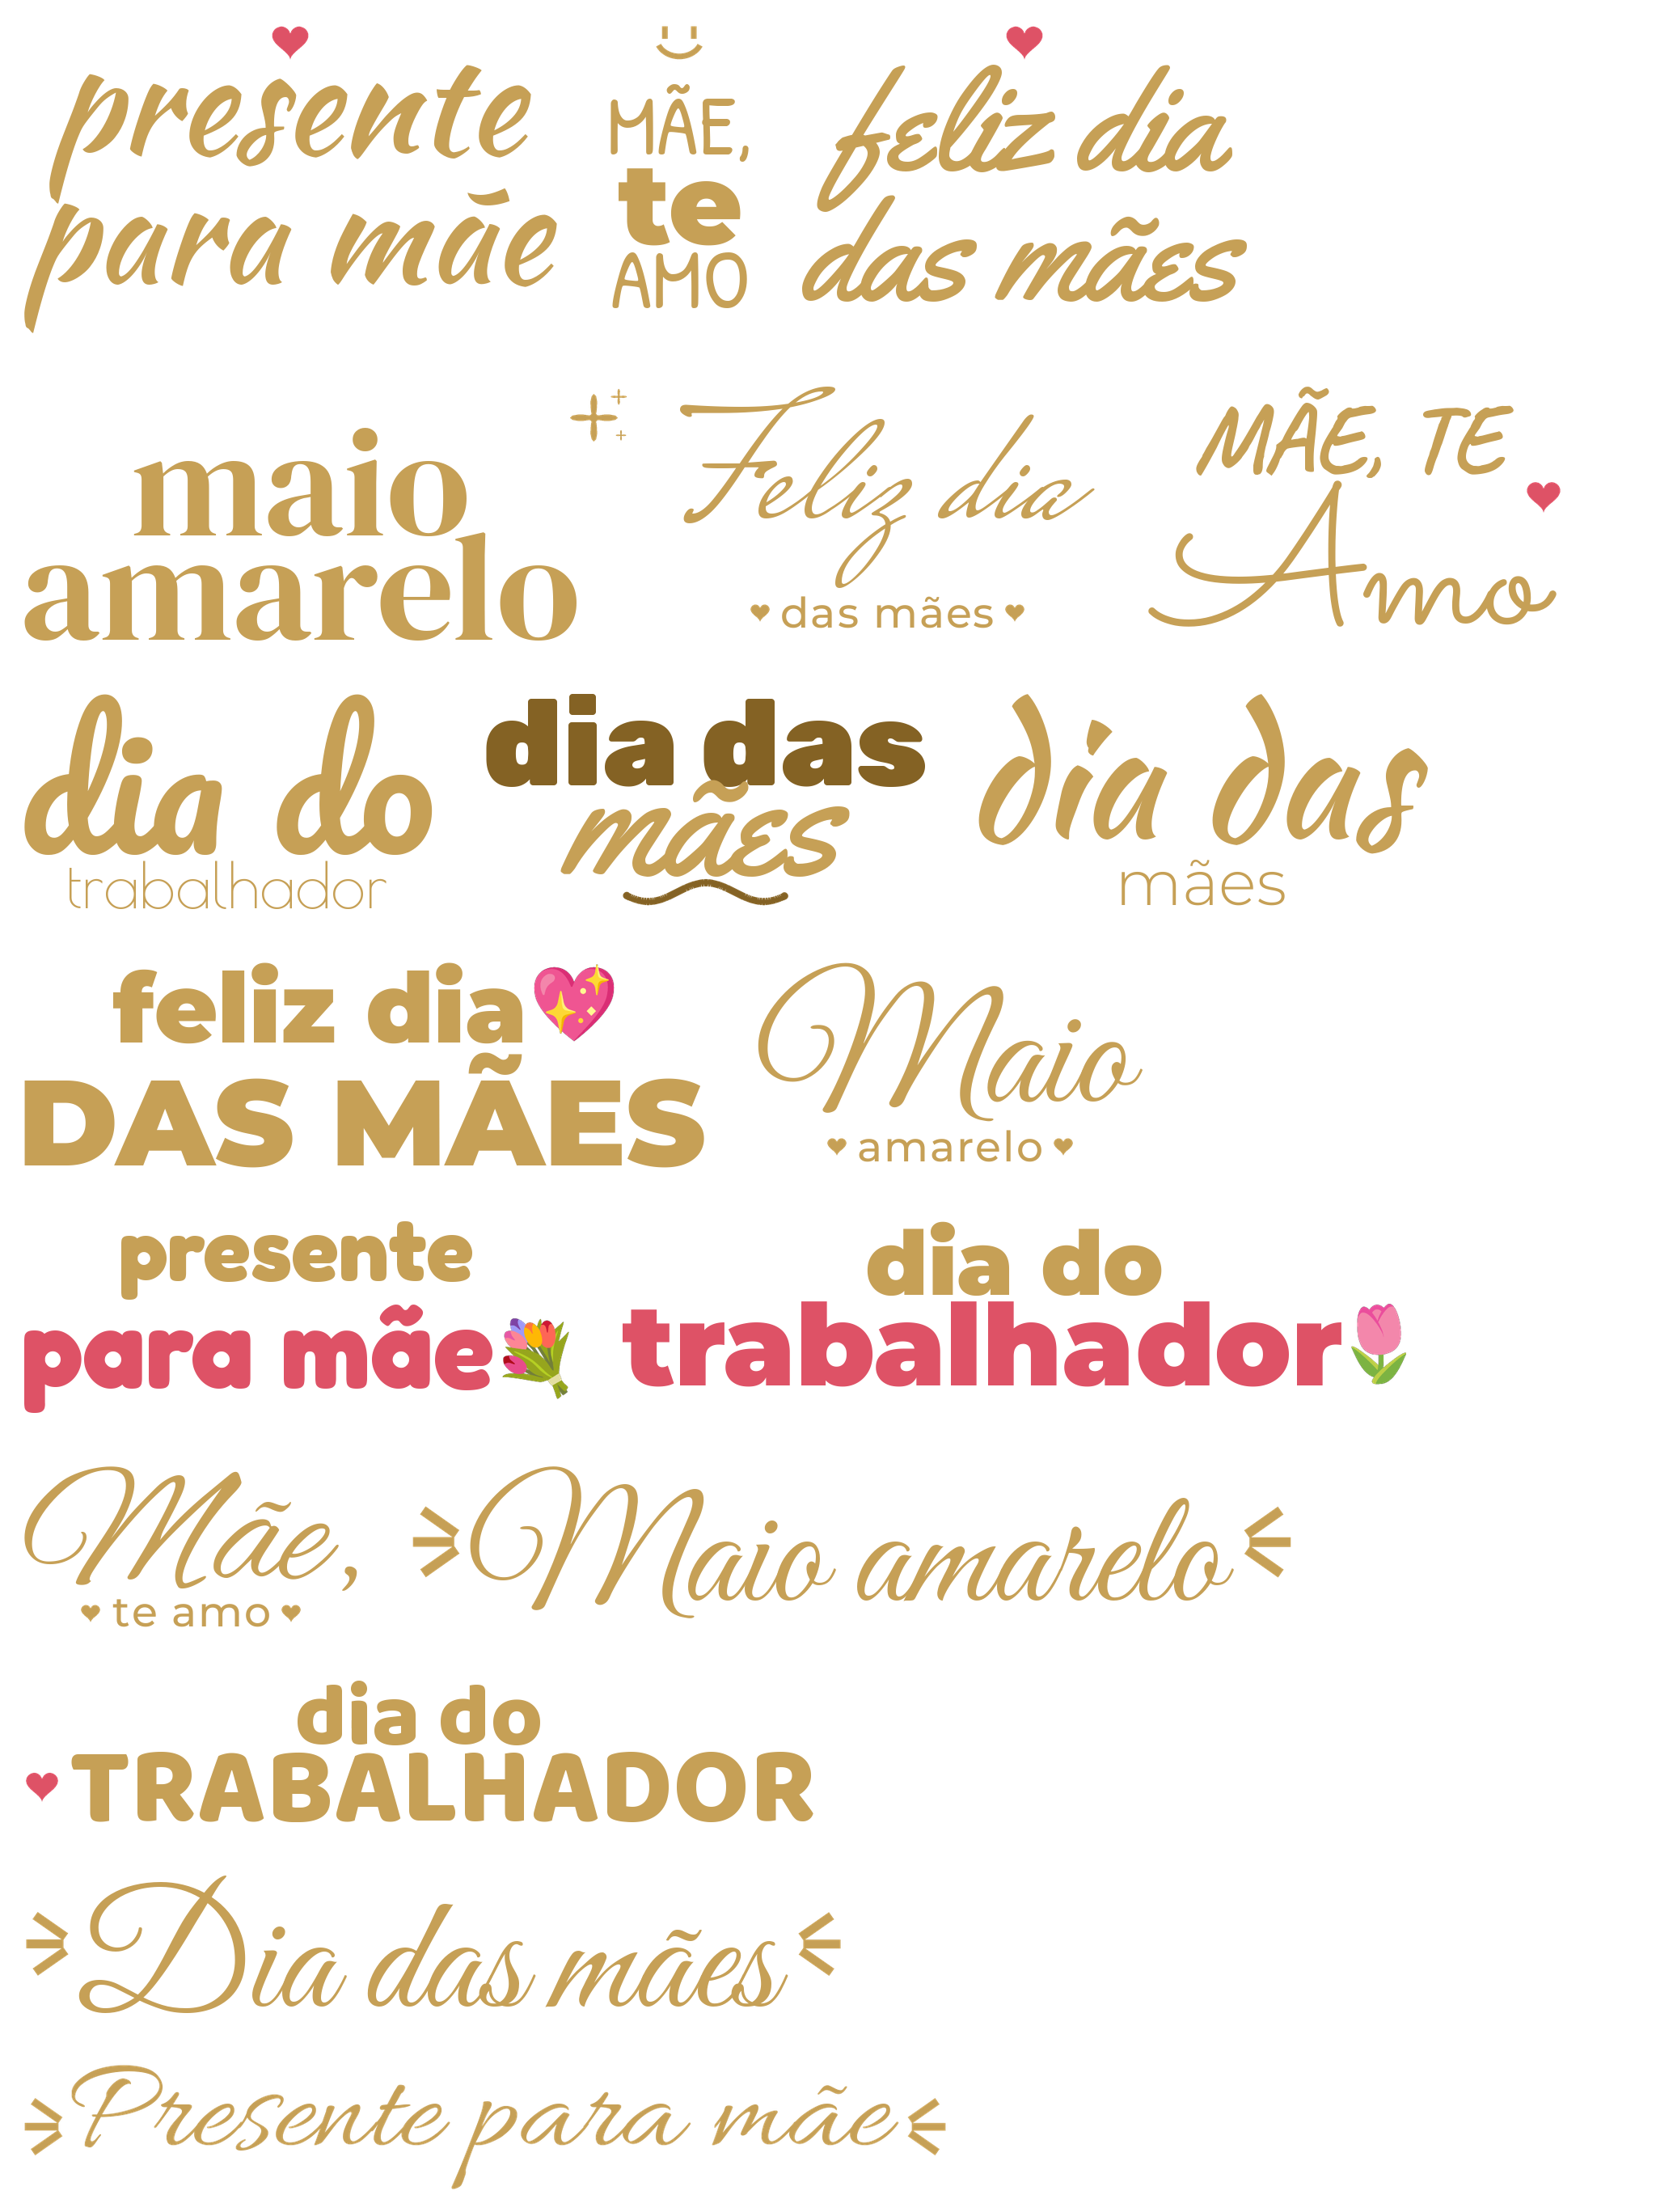 presente
para mãe
MÃE,
te
AMO
feliz dia
das mães
maio
amarelo
Feliz dia
das mães
MÃE, TE
Amo
dia do
trabalhador
dia das
mães
dia das
mães
feliz dia
DAS MÃES
Maio
amarelo
presente
para mãe
dia do
trabalhador
Mãe,
te amo
Maio amarelo
dia do
TRABALHADOR
Dia das mães
Presente para mãe